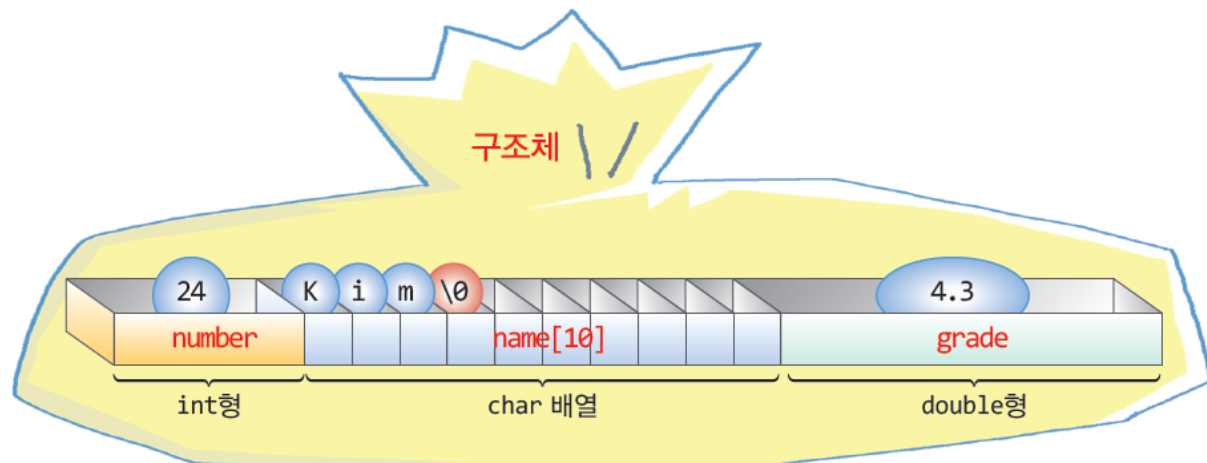 구조체
24 K i m \0 4.3
number name[10] grade
int형 char 배열 double형